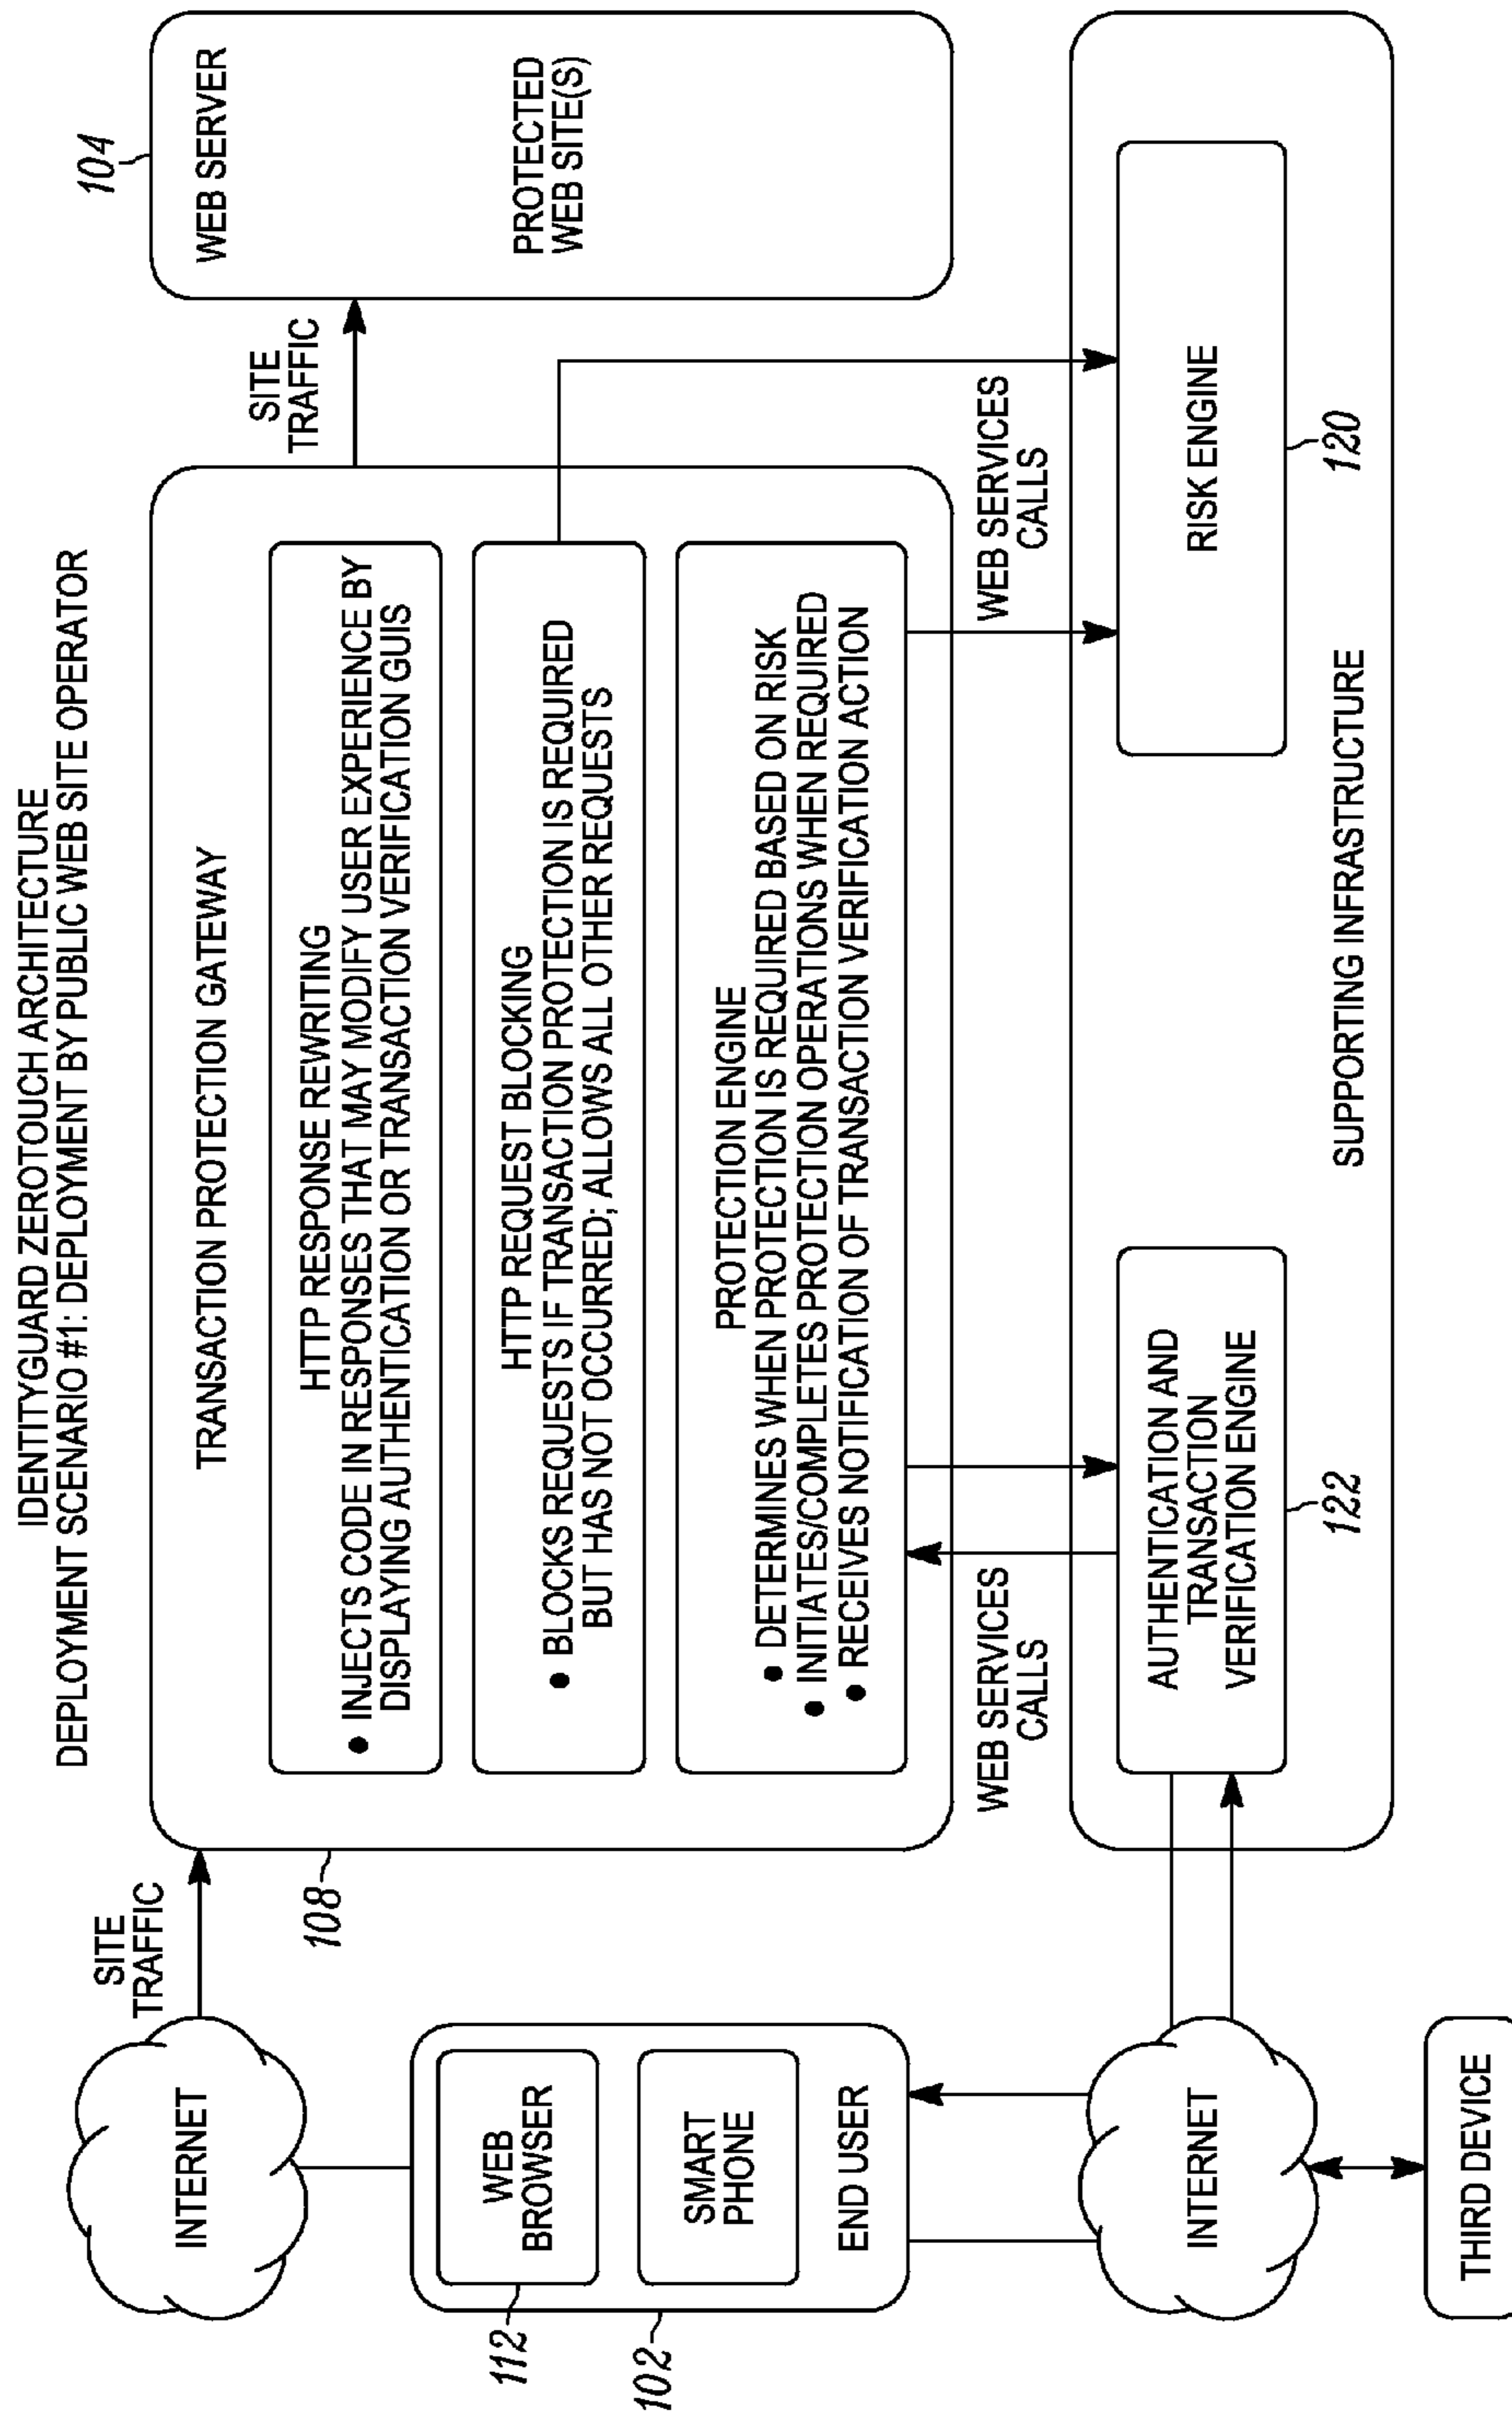 IDENTITYGUARD ZEROTOUCH ARCHITECTURE
DEPLOYMENT SCENARIO #1: DEPLOYMENT BY PUBLIC WEB SITE OPERATOR
INTERNET
SITE
TRAFFIC
108
TRANSACTION PROTECTION GATEWAY
HTTP RESPONSE REWRITING
• INJECTS CODE IN RESPONSES THAT MAY MODIFY USER EXPERIENCE BY
DISPLAYING AUTHENTICATION OR TRANSACTION VERIFICATION GUIS
HTTP REQUEST BLOCKING
• BLOCKS REQUESTS IF TRANSACTION PROTECTION IS REQUIRED
BUT HAS NOT OCCURRED; ALLOWS ALL OTHER REQUESTS
PROTECTION ENGINE
• DETERMINES WHEN PROTECTION IS REQUIRED BASED ON RISK
• INITIATES/COMPLETES PROTECTION OPERATIONS WHEN REQUIRED
• RECEIVES NOTIFICATION OF TRANSACTION VERIFICATION ACTION
SITE
TRAFFIC
104
WEB SERVER
PROTECTED
WEB SITE(S)
112
WEB
BROWSER
102
SMART
PHONE
END USER
WEB SERVICES
CALLS
WEB SERVICES
CALLS
INTERNET
AUTHENTICATION AND
TRANSACTION
VERIFICATION ENGINE
122
RISK ENGINE
120
SUPPORTING INFRASTRUCTURE
THIRD DEVICE